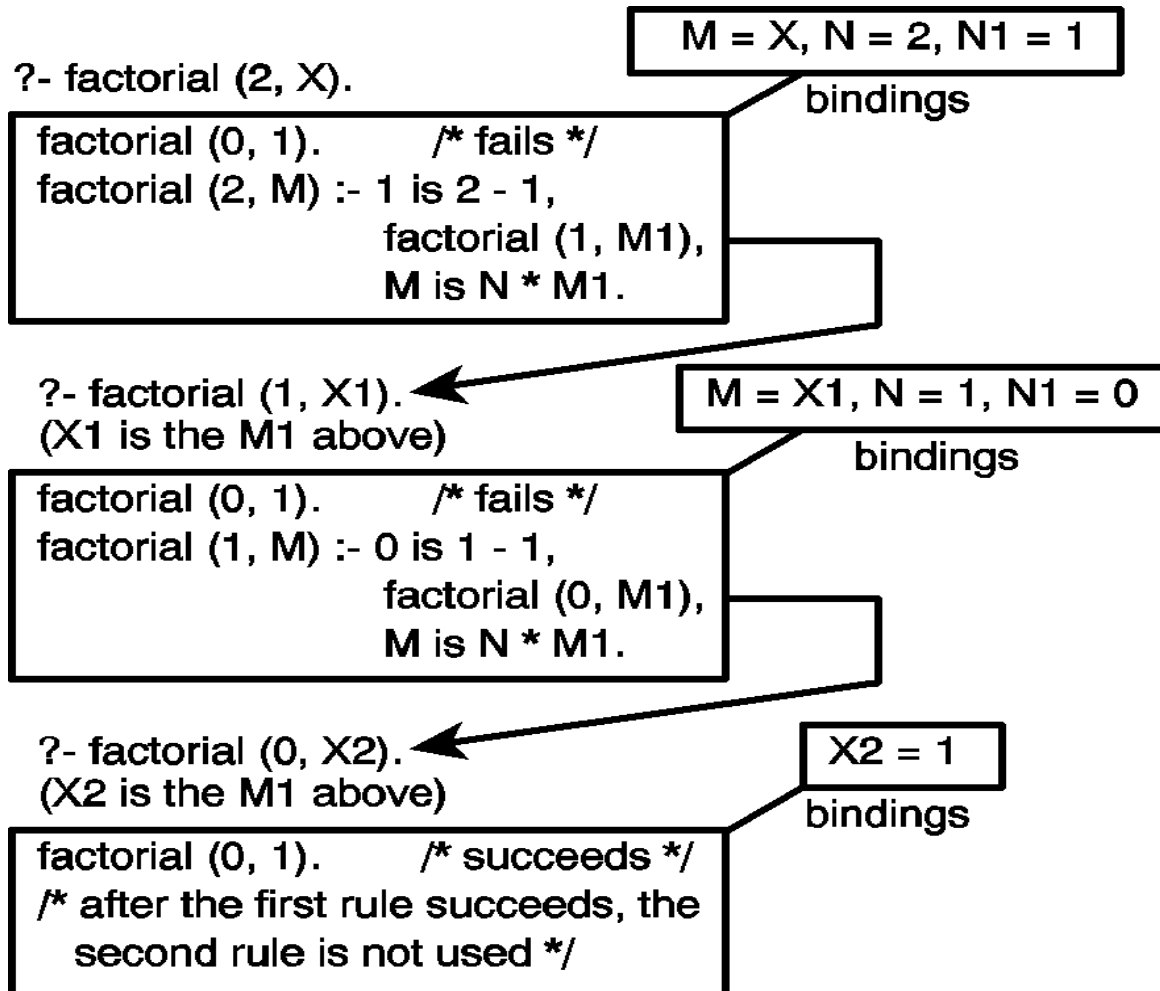 M = X, N = 2, N1 = 1
?- factorial (2, X).
bindings
factorial (0, 1). /* fails */
factorial (2, M) :- 1 is 2 - 1,
factorial (1, M1),
M is N * M1.
?- factorial (1, X1).
M = X1, N = 1, N1 = 0
(X1 is the M1 above)
bindings
factorial (0, 1). /* fails */
factorial (1, M) :- 0 is 1 - 1,
factorial (0, M1),
M is N * M1.
?- factorial (0, X2).
X2 = 1
(X2 is the M1 above)
bindings
factorial (0, 1). /* succeeds */
/* after the first rule succeeds, the
second rule is not used */